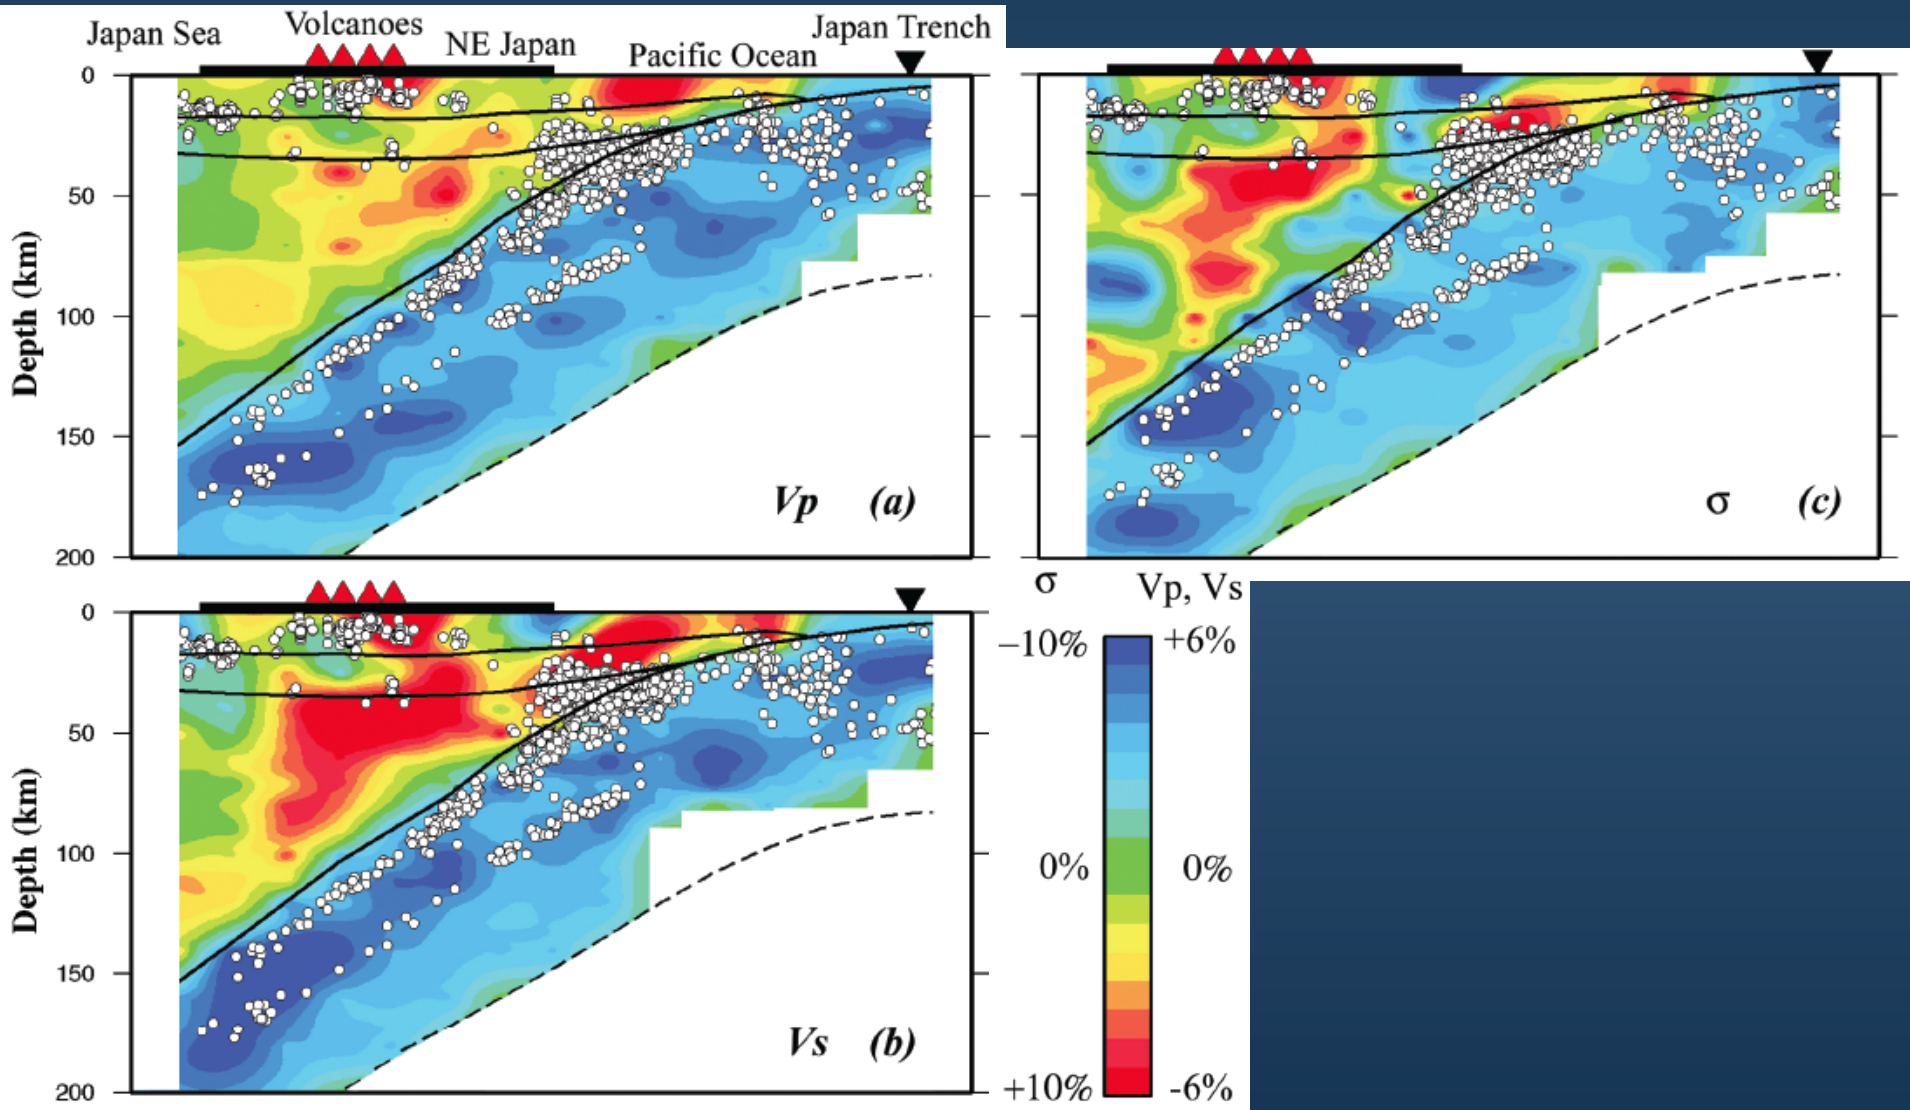 Japan Sea
Volcanoes
NE Japan
Pacific Ocean
Japan Trench
0
50
100
150
200
Depth (km)
Vp (a)
σ (c)
0
50
100
150
200
Depth (km)
Vs (b)
σ Vp, Vs
−10% +6%
0% 0%
+10% -6%